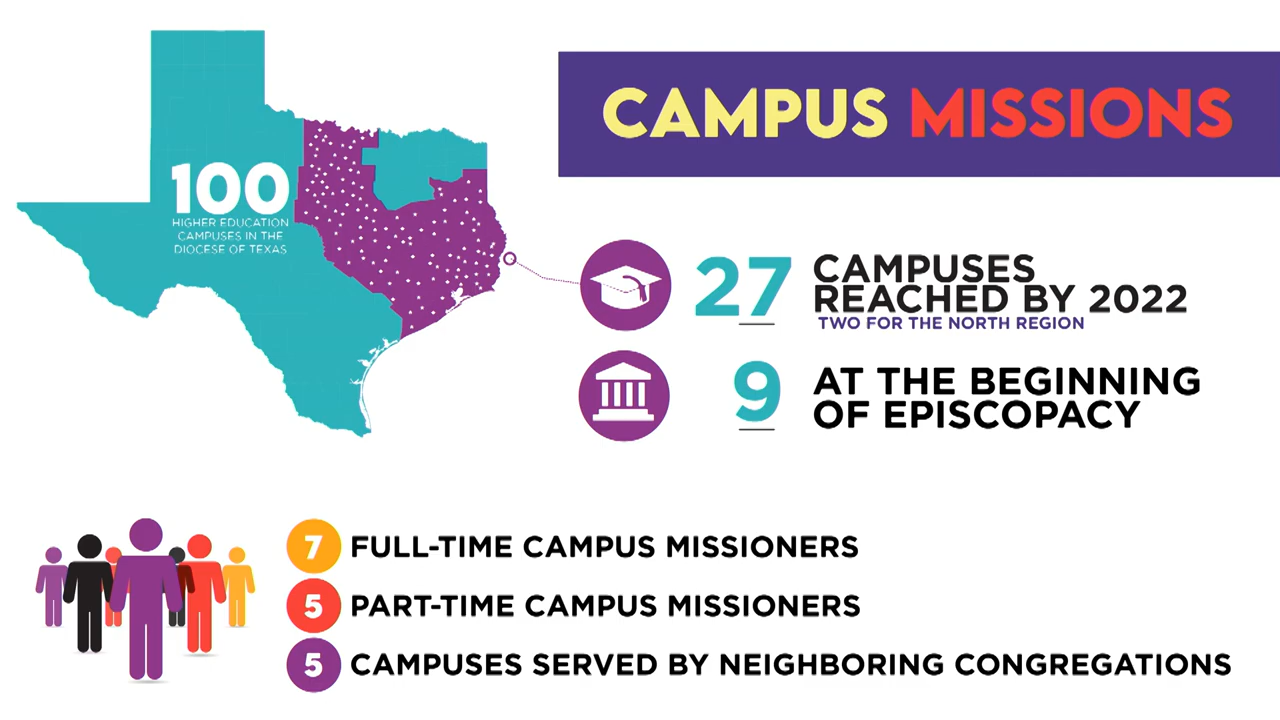 CAMPUS MISSIONS
100
HIGHER EDUCATION
CAMPUSES IN THE
DIOCESE OF TEXAS
27
CAMPUSES
REACHED BY 2022
TWO FOR THE NORTH REGION
9
AT THE BEGINNING
OF EPISCOPACY
7 FULL-TIME CAMPUS MISSIONERS
5 PART-TIME CAMPUS MISSIONERS
5 CAMPUSES SERVED BY NEIGHBORING CONGREGATIONS